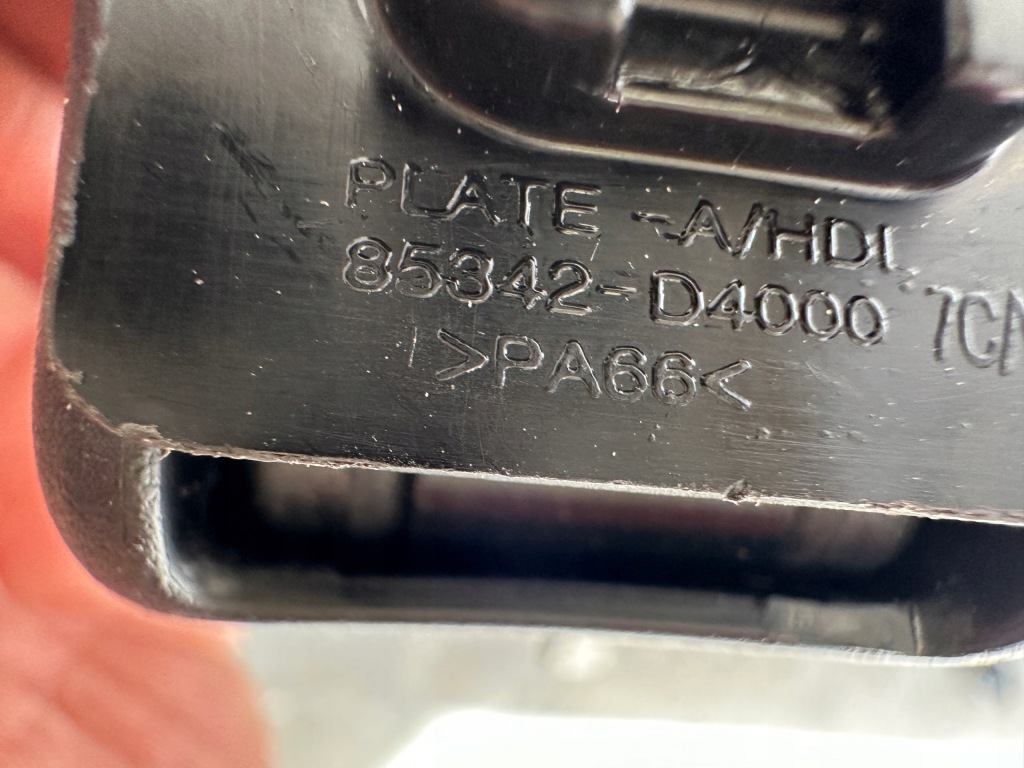 PLATE -A/HDL
85342-D4000
>PA66<